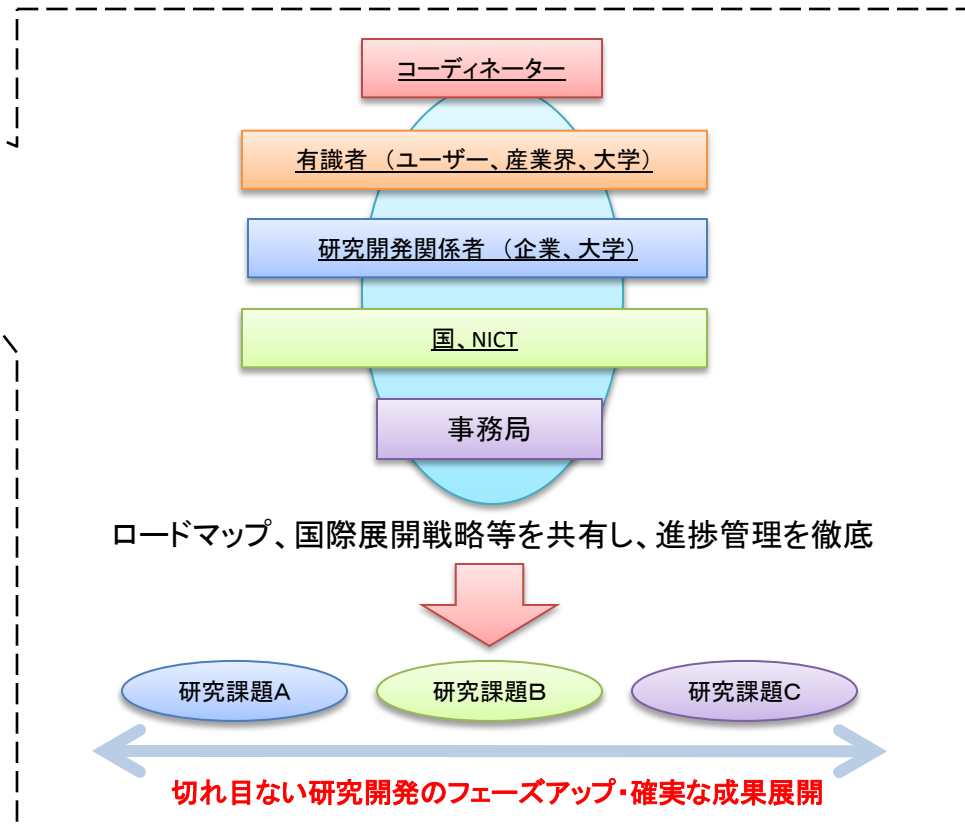 コーディネーター
有識者　（ユーザー、産業界、大学）
研究開発関係者　（企業、大学）
国、NICT
事務局
ロードマップ、国際展開戦略等を共有し、進捗管理を徹底
研究課題A
研究課題B
研究課題C
切れ目ない研究開発のフェーズアップ・確実な成果展開